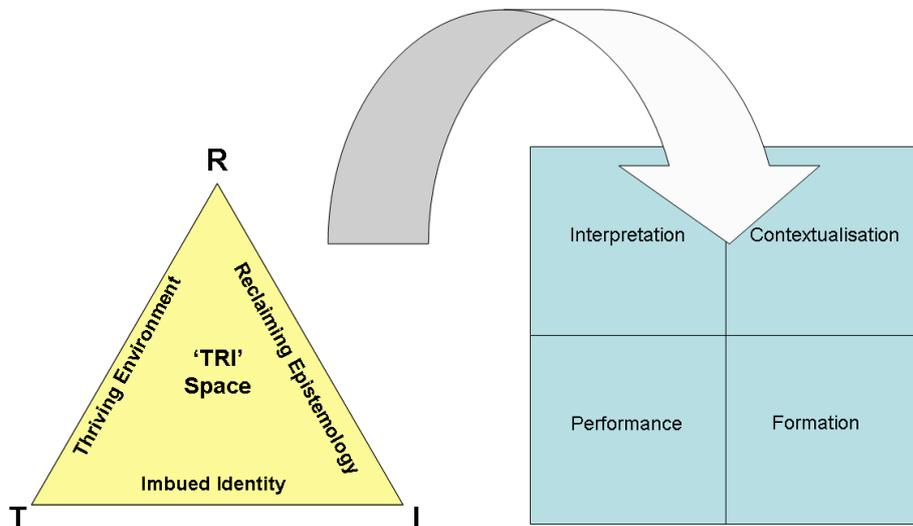 R
Thriving Environment
Reclaiming Epistemology
‘TRI’
Space
Imbued Identity
T
I
Interpretation
Contextualisation
Performance
Formation